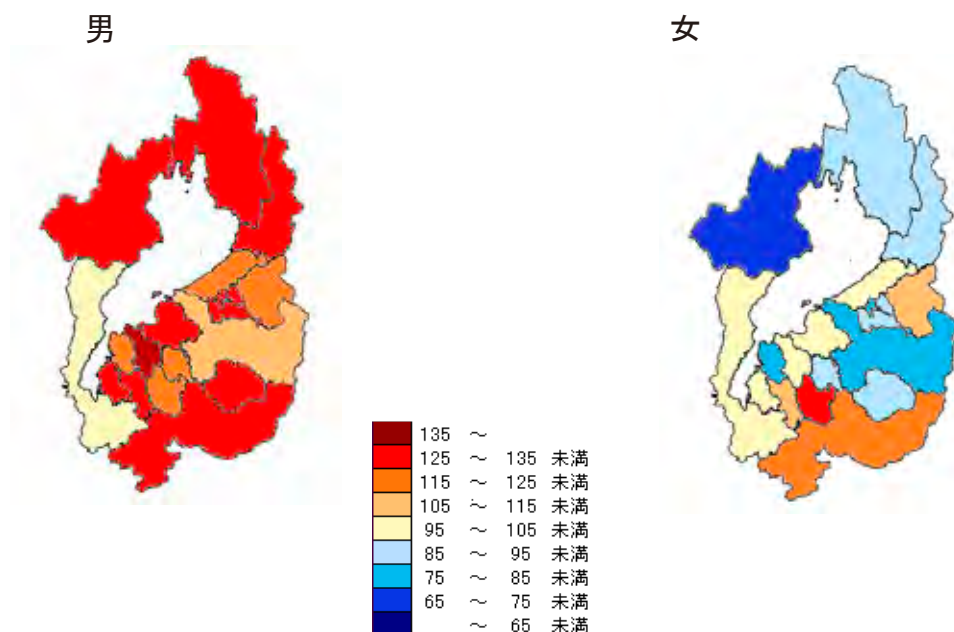 男
女
135 ～
125 ～ 135 未満
115 ～ 125 未満
105 ～ 115 未満
95 ～ 105 未満
85 ～ 95 未満
75 ～ 85 未満
65 ～ 75 未満
～ 65 未満